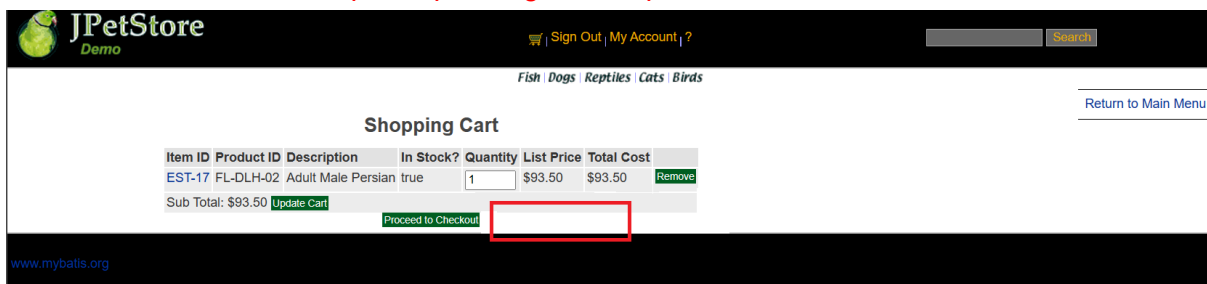 JPetStore
Demo
Sign Out | My Account | ?
Search
Fish | Dogs | Reptiles | Cats | Birds
Return to Main Menu
Shopping Cart
Item ID Product ID Description In Stock? Quantity List Price Total Cost
EST-17 FL-DLH-02 Adult Male Persian true 1 $93.50 $93.50 Remove
Sub Total: $93.50 Update Cart
Proceed to Checkout
www.mybatis.org